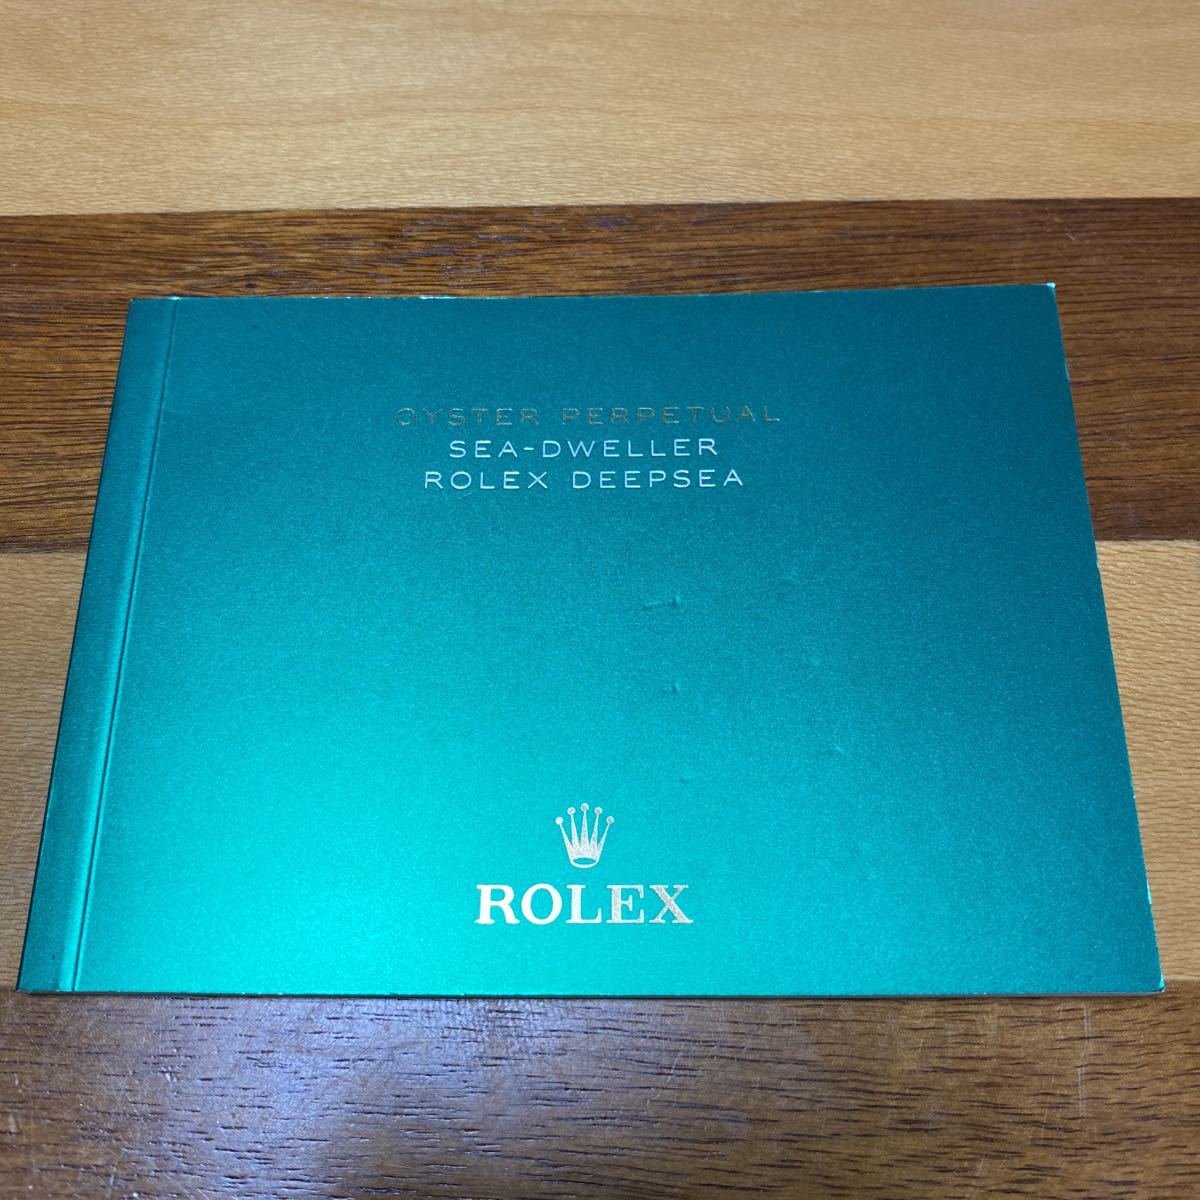 OYSTER PERPETUAL
SEA-DWELLER
ROLEX DEEPSEA
ROLEX